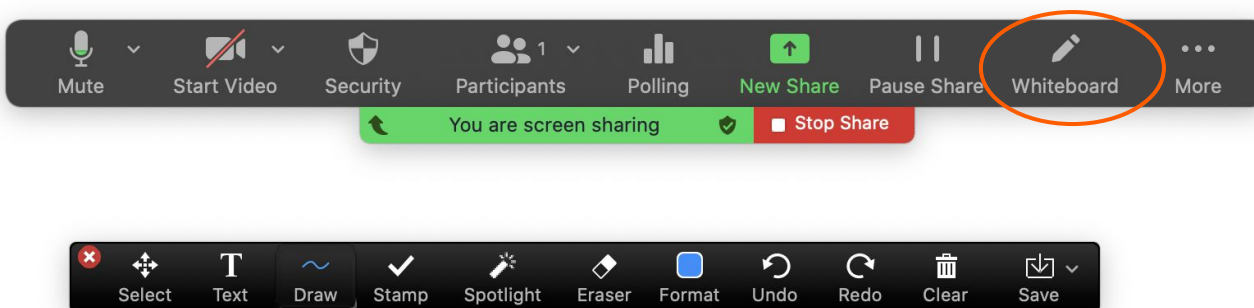 1
Mute Start Video Security Participants Polling New Share Pause Share Whiteboard More
You are screen sharing Stop Share
Select Text Draw Stamp Spotlight Eraser Format Undo Redo Clear Save